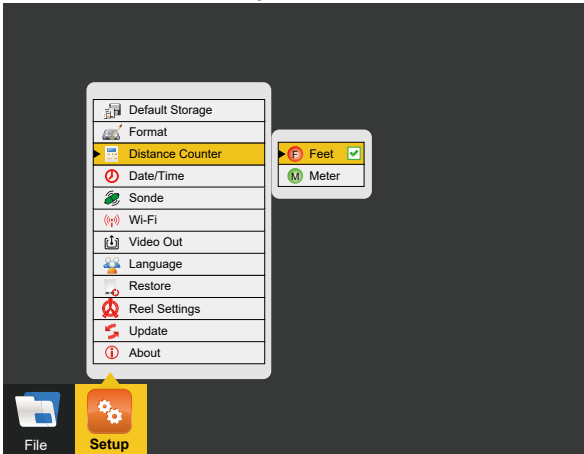 Default Storage
Format
Distance Counter
Date/Time
Sonde
Wi-Fi
Video Out
Language
Restore
Reel Settings
Update
About
F Feet
M Meter
File
Setup